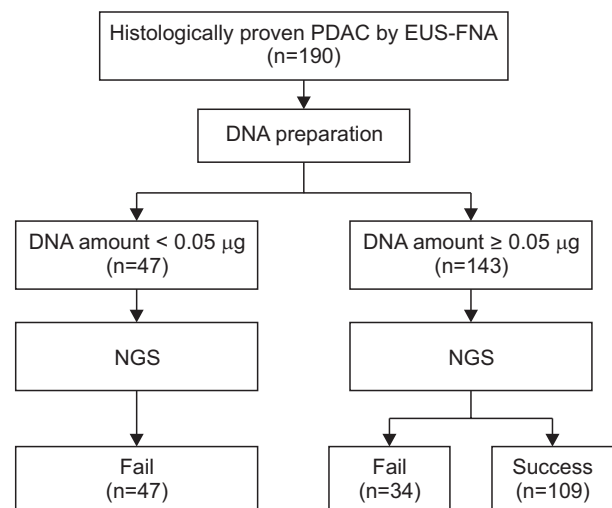 Histologically proven PDAC by EUS-FNA
(n=190)
DNA preparation
DNA amount < 0.05 μg
(n=47)
DNA amount ≥ 0.05 μg
(n=143)
NGS
NGS
Fail
(n=47)
Fail
(n=34)
Success
(n=109)